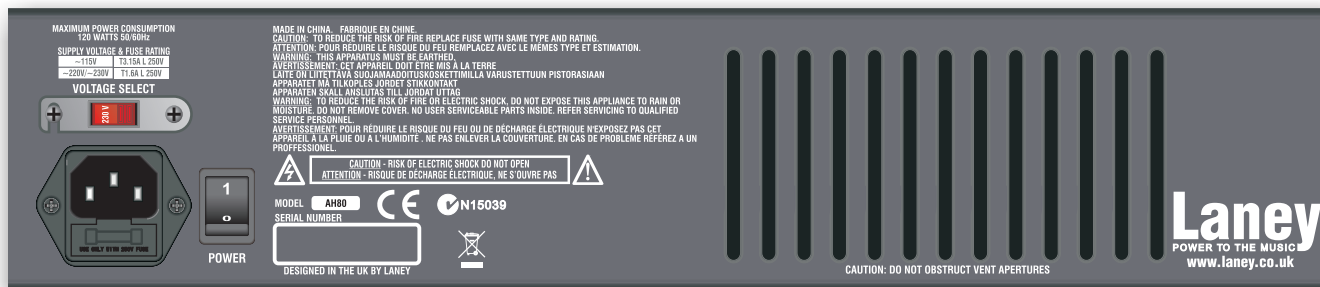 MAXIMUM POWER CONSUMPTION
120 WATTS 50/60Hz
SUPPLY VOLTAGE & FUSE RATING
~115V T3.15A L 250V
~220V/~230V T1.6A L 250V
VOLTAGE SELECT
230 V
USE ONLY WITH 250V FUSE
1
0
POWER
MADE IN CHINA. FABRIQUE EN CHINE.
CAUTION: TO REDUCE THE RISK OF FIRE REPLACE FUSE WITH SAME TYPE AND RATING.
ATTENTION: POUR RÉDUIRE LE RISQUE DU FEU REMPLACEZ AVEC LE MÊMES TYPE ET ESTIMATION.
WARNING: THIS APPARATUS MUST BE EARTHED.
AVERTISSEMENT: CET APPAREIL DOIT ETRE MIS À LA TERRE
LAITE ON LIITETTAVA SUOJAMAADOITUSKOSKETTIMILLA VARUSTETTUUN PISTORASIAAN
APPARATET MÅ TILKOPLES JORDET STIKKONTAKT
APPARATEN SKALL ANSLUTAS TILL JORDAT UTTAG
WARNING: TO REDUCE THE RISK OF FIRE OR ELECTRIC SHOCK, DO NOT EXPOSE THIS APPLIANCE TO RAIN OR
MOISTURE. DO NOT REMOVE COVER. NO USER SERVICEABLE PARTS INSIDE. REFER SERVICING TO QUALIFIED
SERVICE PERSONNEL.
AVERTISSEMENT: POUR RÉDUIRE LE RISQUE DU FEU OU DE DÉCHARGE ÉLECTRIQUE N'EXPOSEZ PAS CET
APPAREIL À LA PLUIE OU A L'HUMIDITÉ . NE PAS ENLEVER LA COUVERTURE. EN CAS DE PROBLEME RÉFÉREZ A UN
PROFFESSIONEL.
CAUTION - RISK OF ELECTRIC SHOCK DO NOT OPEN
ATTENTION - RISQUE DE DÉCHARGE ÉLECTRIQUE, NE S'OUVRE PAS
MODEL AH80
CE
N15039
SERIAL NUMBER
DESIGNED IN THE UK BY LANEY
CAUTION: DO NOT OBSTRUCT VENT APERTURES
Laney
POWER TO THE MUSIC
www.laney.co.uk